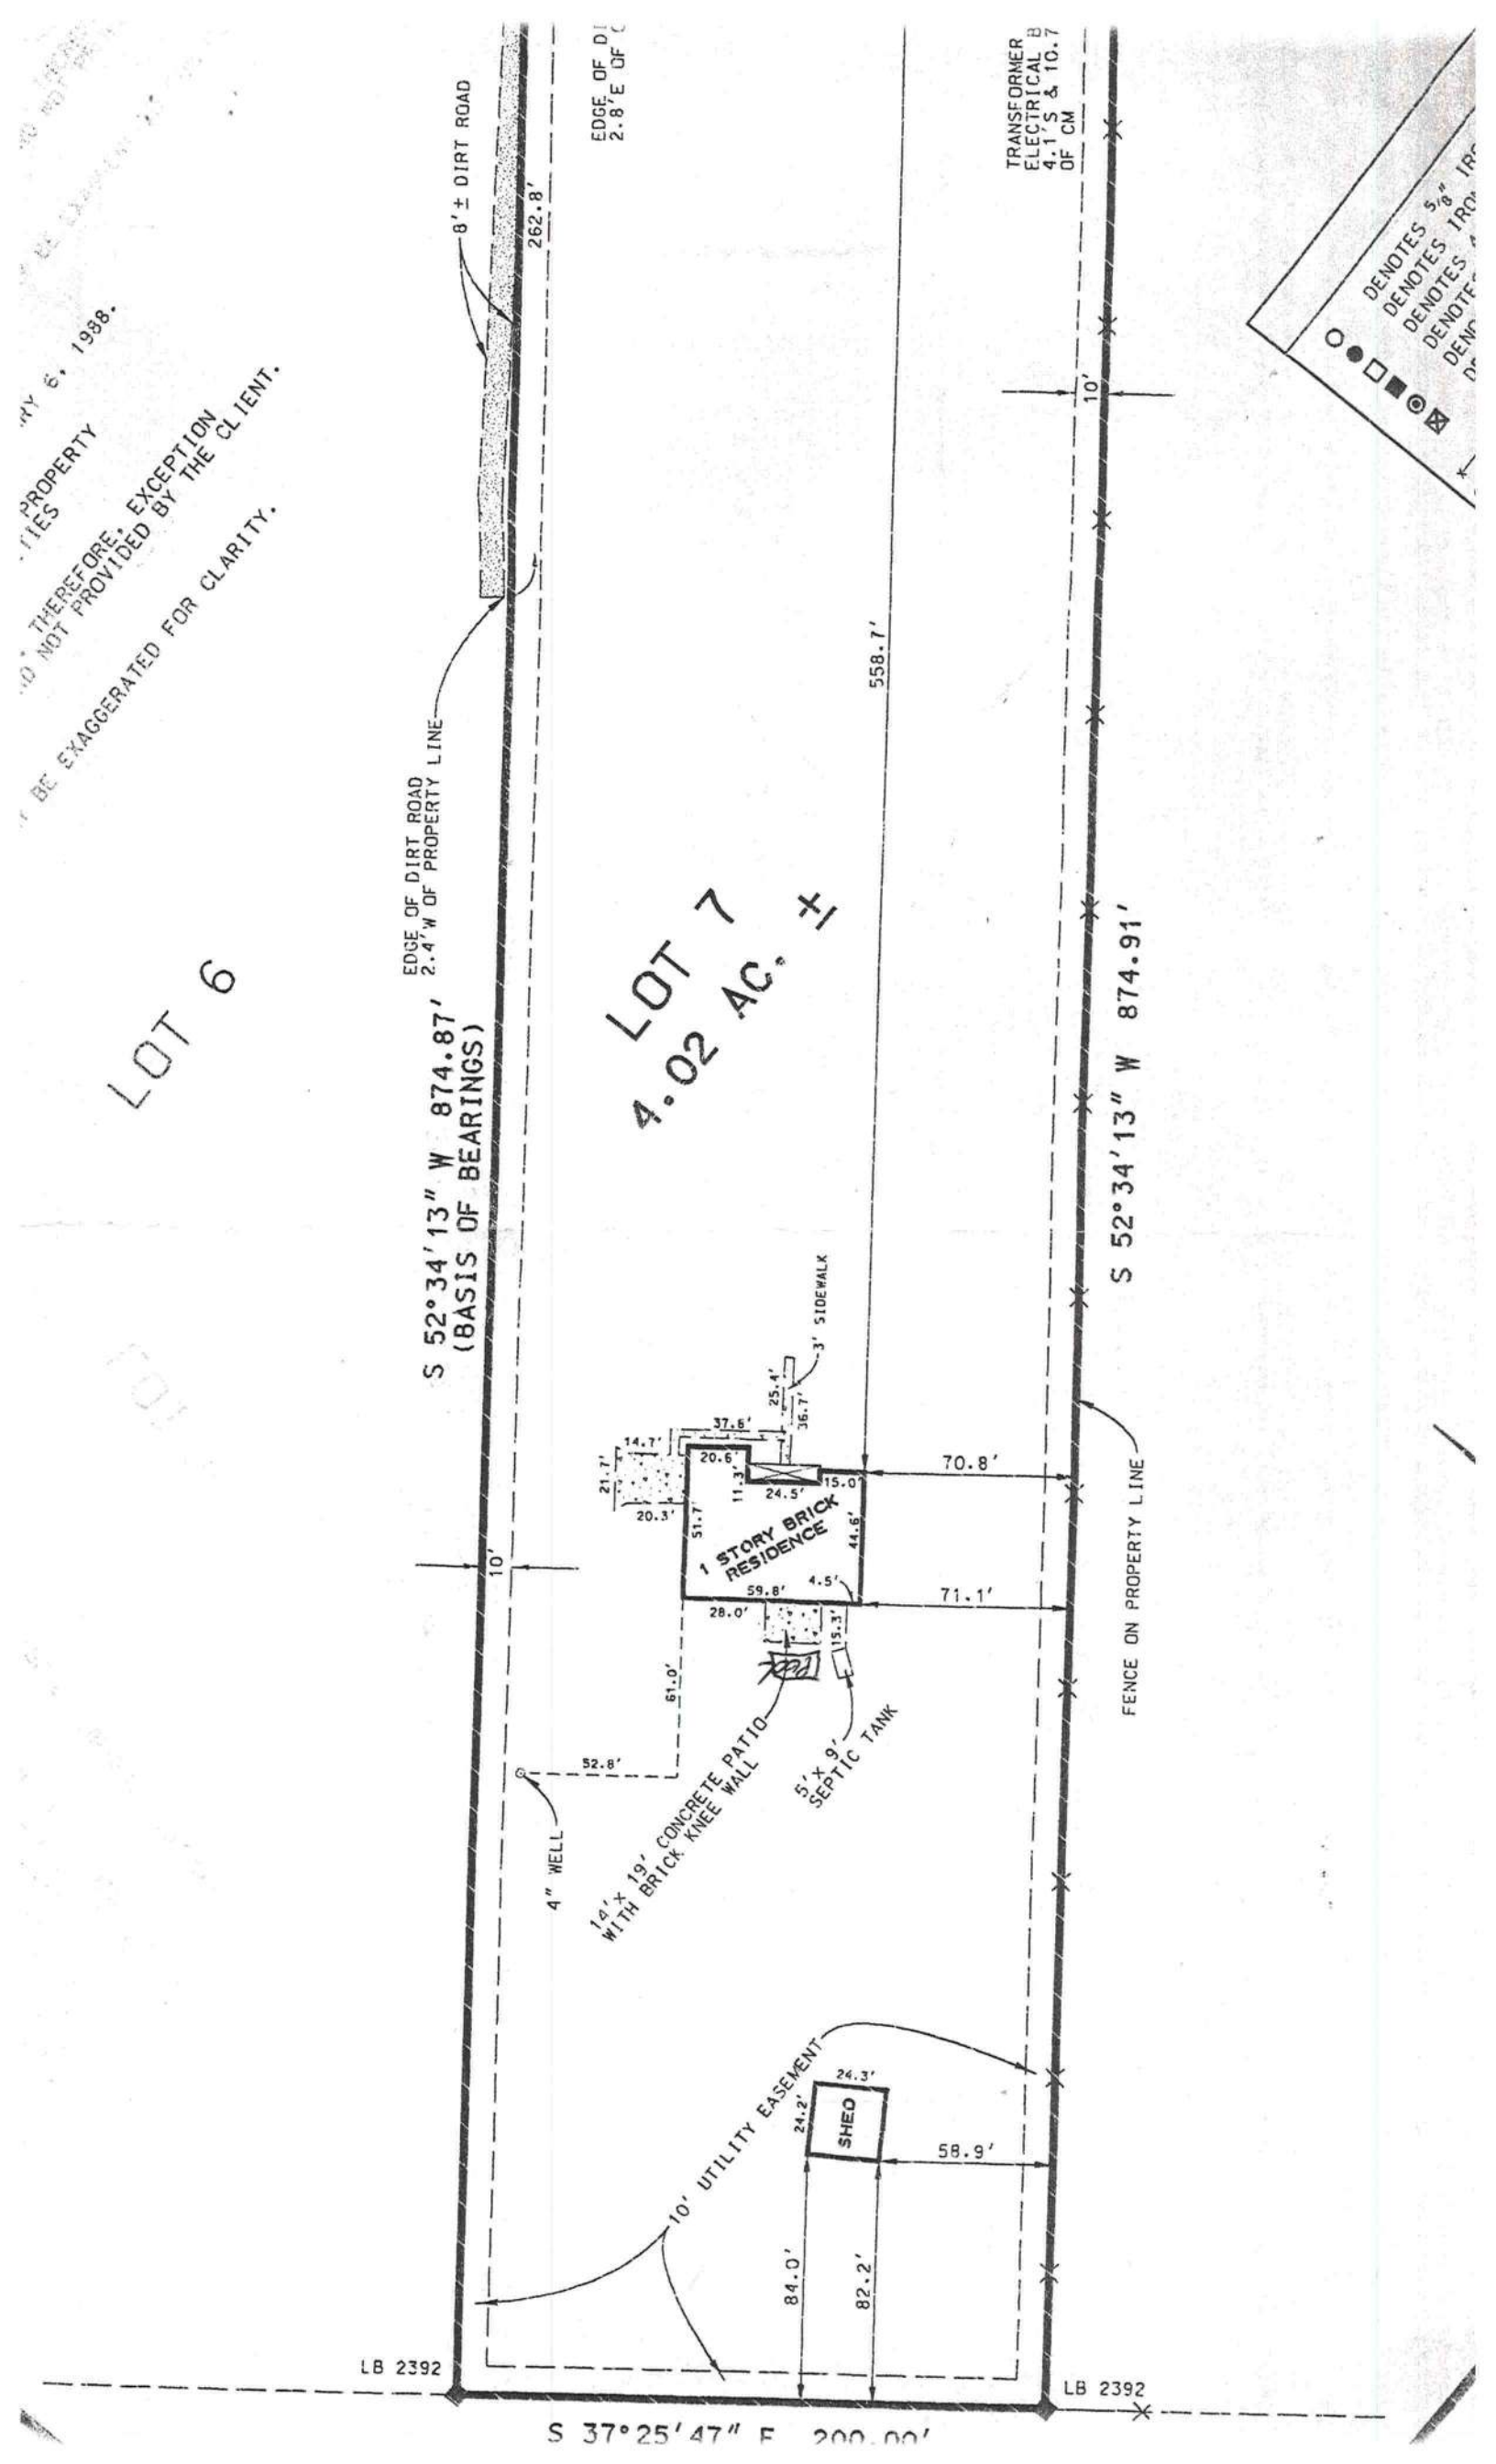 RY 6, 1988.
PROPERTY
TIES
THEREFORE, EXCEPTION
NOT PROVIDED BY THE CLIENT.
BE EXAGGERATED FOR CLARITY.
8'± DIRT ROAD
262.8'
EDGE OF DI
2.8'E OF
TRANSFORMER
ELECTRICAL B
4.1'S & 10.7
OF CM
10'
DENOTES 5/8" IRO
DENOTES IRON
DENOTES
DENOTES
DENO
558.7'
EDGE OF DIRT ROAD
2.4'W OF PROPERTY LINE
LOT 6
LOT 7
4.02 AC. ±
S 52°34'13" W 874.87'
(BASIS OF BEARINGS)
S 52°34'13" W 874.91'
3' SIDEWALK
25.4'
36.7'
37.6'
14.7'
21.7'
20.3'
20.6'
11.3'
24.5'
15.0'
51.7'
44.6'
1 STORY BRICK
RESIDENCE
59.8'
4.5'
28.0'
15.3'
70.8'
71.1'
10'
FENCE ON PROPERTY LINE
61.0'
52.8'
4" WELL
14' x 19' CONCRETE PATIO
WITH BRICK KNEE WALL
Pool
5' x 9'
SEPTIC TANK
10' UTILITY EASEMENT
24.3'
24.2'
SHED
58.9'
84.0'
82.2'
LB 2392
LB 2392
S 37°25'47" E 200.00'